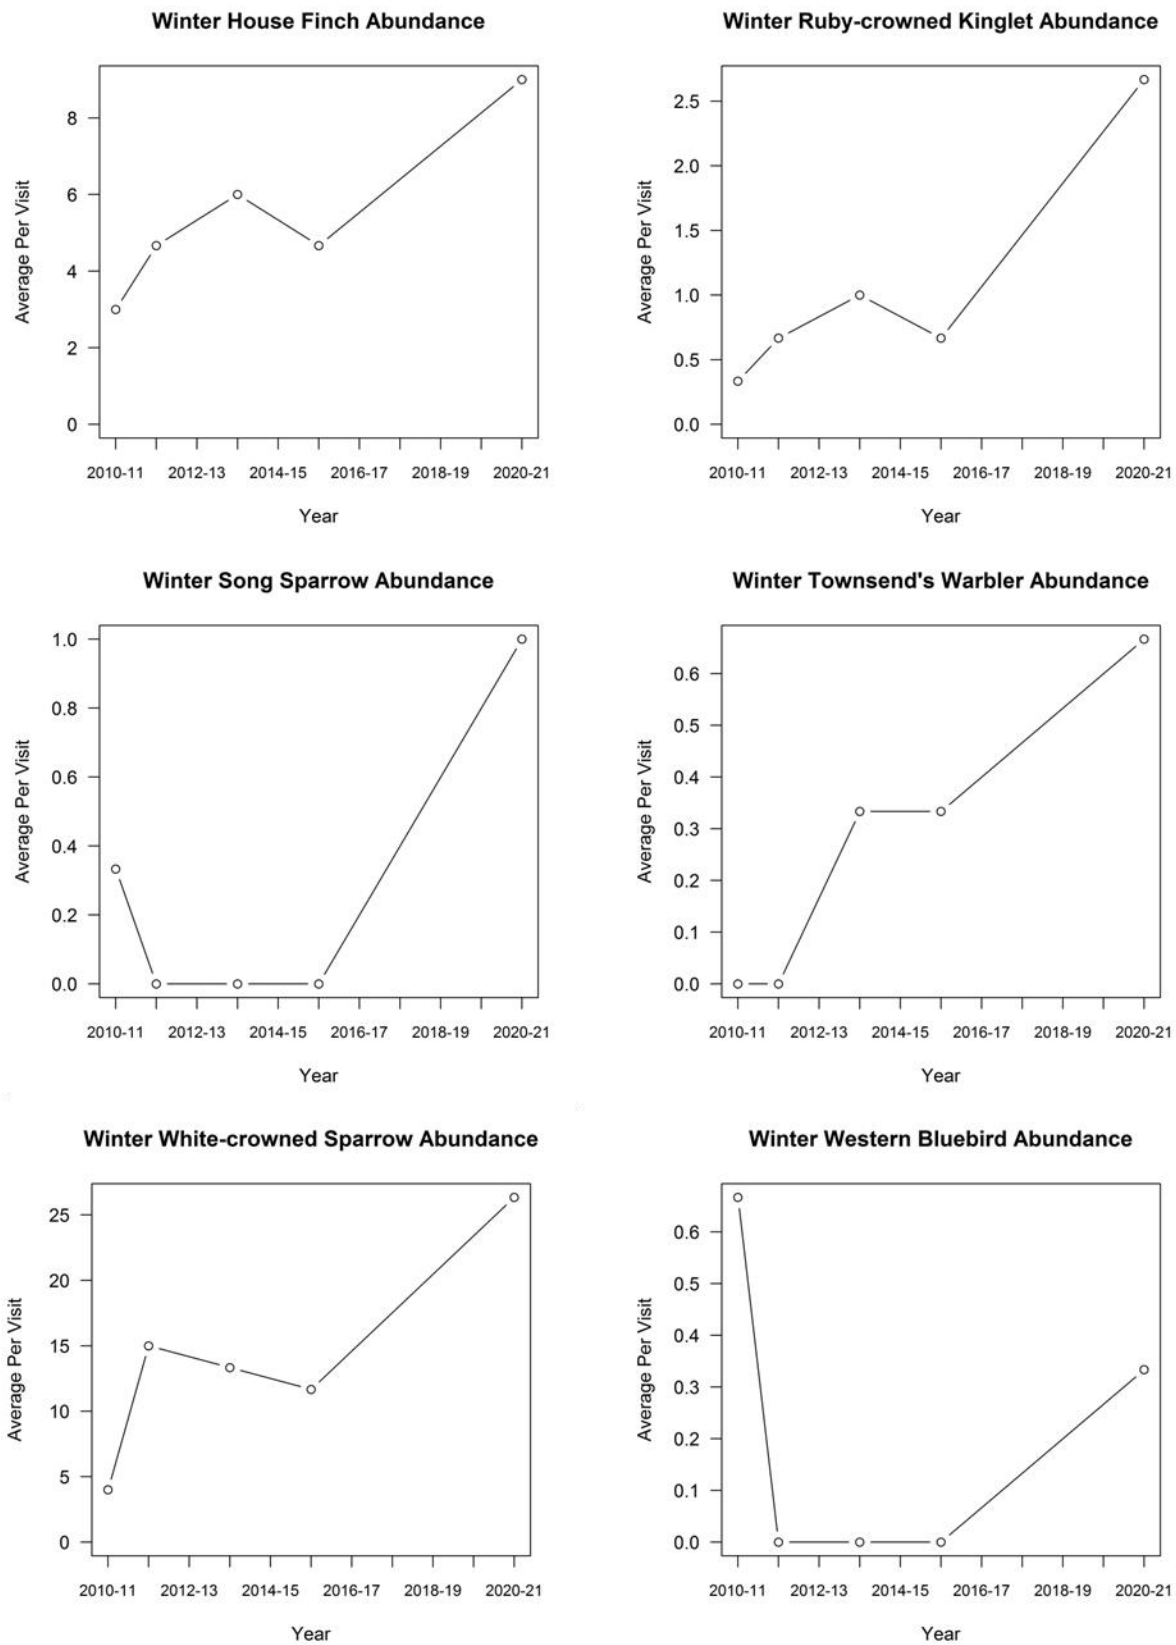 Winter House Finch Abundance
Average Per Visit
8
6
4
2
0
2010-11 2012-13 2014-15 2016-17 2018-19 2020-21
Year
Winter Ruby-crowned Kinglet Abundance
Average Per Visit
2.5
2.0
1.5
1.0
0.5
0.0
2010-11 2012-13 2014-15 2016-17 2018-19 2020-21
Year
Winter Song Sparrow Abundance
Average Per Visit
1.0
0.8
0.6
0.4
0.2
0.0
2010-11 2012-13 2014-15 2016-17 2018-19 2020-21
Year
Winter Townsend's Warbler Abundance
Average Per Visit
0.6
0.5
0.4
0.3
0.2
0.1
0.0
2010-11 2012-13 2014-15 2016-17 2018-19 2020-21
Year
Winter White-crowned Sparrow Abundance
Average Per Visit
25
20
15
10
5
0
2010-11 2012-13 2014-15 2016-17 2018-19 2020-21
Year
Winter Western Bluebird Abundance
Average Per Visit
0.6
0.5
0.4
0.3
0.2
0.1
0.0
2010-11 2012-13 2014-15 2016-17 2018-19 2020-21
Year